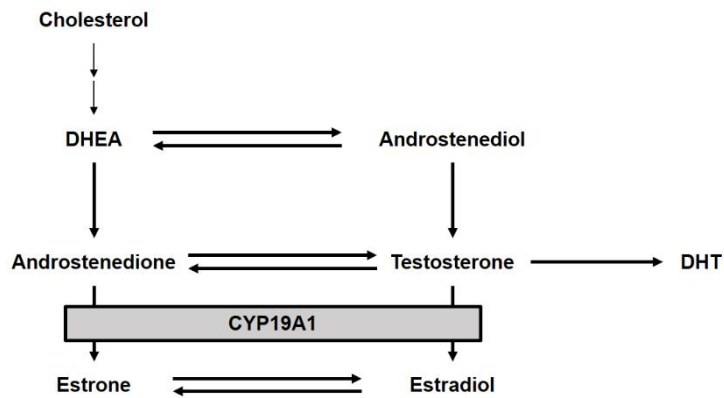 Cholesterol
DHEA
Androstenediol
Androstenedione
Testosterone
DHT
CYP19A1
Estrone
Estradiol